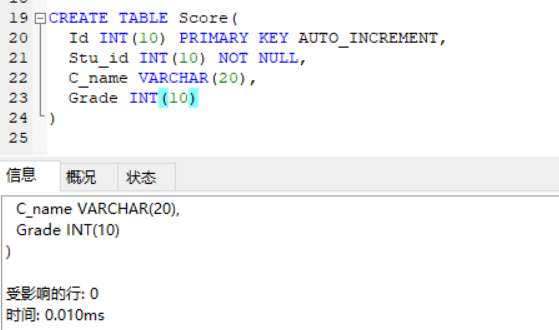 19 CREATE TABLE Score(
20 Id INT(10) PRIMARY KEY AUTO_INCREMENT,
21 Stu_id INT(10) NOT NULL,
22 C_name VARCHAR(20),
23 Grade INT(10)
24 )
25
信息 概况 状态
C_name VARCHAR(20),
Grade INT(10)
)
受影响的行: 0
时间: 0.010ms